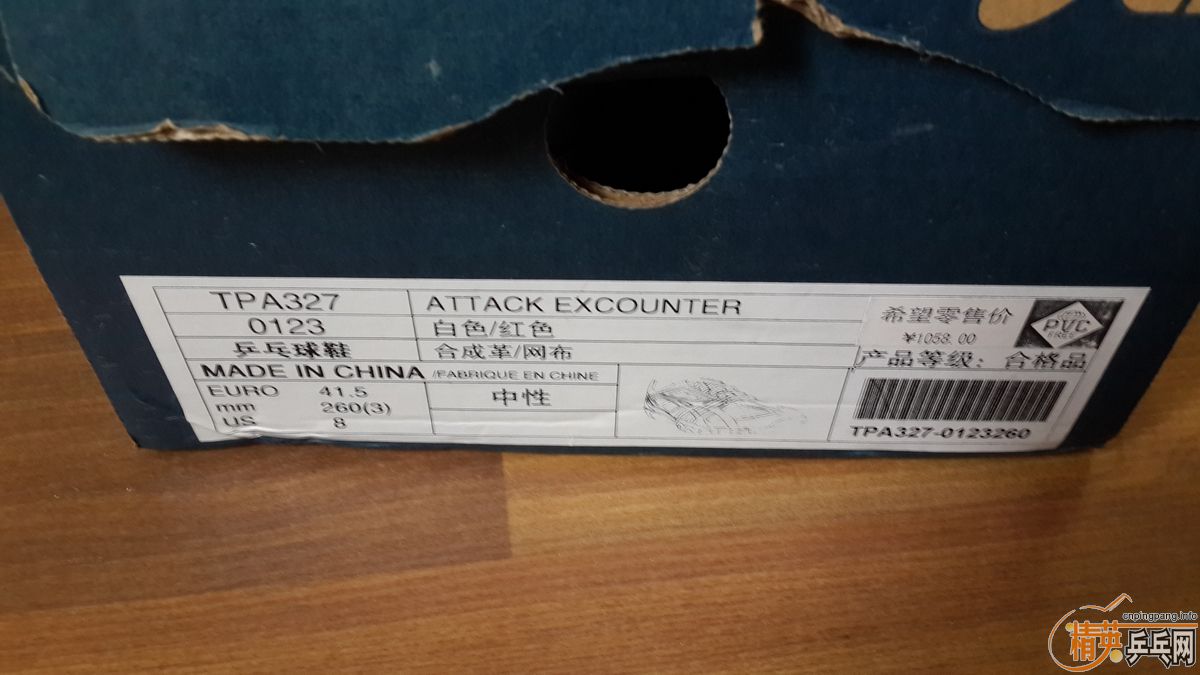 TPA327 ATTACK EXCOUNTER
希望零售价
PVC
FREE
0123 白色/红色
¥1058.00
乒乓球鞋 合成革/网布
产品等级：合格品
MADE IN CHINA /FABRIQUE EN CHINE
EURO 41.5
中性
mm 260(3)
US 8
TPA327-0123260
cnpingpang.info
精英乒乓网